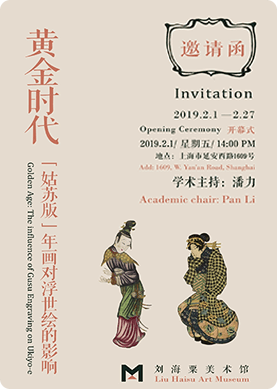 黄金时代
「姑苏版」年画对浮世绘的影响
Golden Age: The influence of Gusu Engraving on Ukiyo-e
邀请函
Invitation
2019.2.1—2.27
Opening Ceremony 开幕式
2019.2.1/ 星期五/ 14:00 PM
地点: 上海市延安西路1609号
Add: 1609, W. Yan'an Road, Shanghai
学术主持: 潘力
Academic chair: Pan Li
刘海粟美术馆
Liu Haisu Art Museum